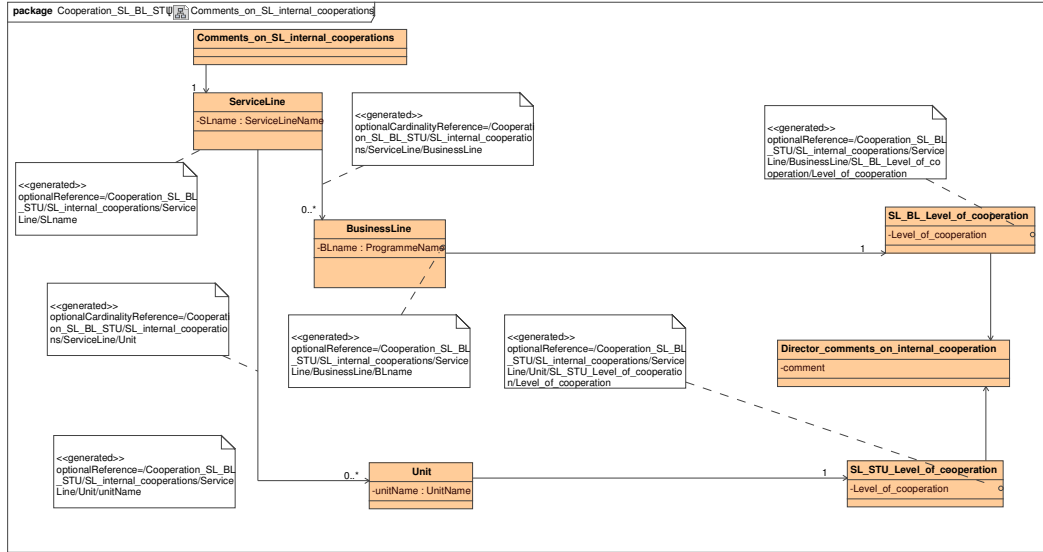 package Cooperation_SL_BL_STU Comments_on_SL_internal_cooperations
Comments_on_SL_internal_cooperations
1
ServiceLine
-SLname : ServiceLineName
<<generated>>
optionalCardinalityReference=/Cooperati
on_SL_BL_STU/SL_internal_cooperatio
ns/ServiceLine/BusinessLine
<<generated>>
optionalReference=/Cooperation_SL_BL
_STU/SL_internal_cooperations/Service
Line/BusinessLine/SL_BL_Level_of_co
operation/Level_of_cooperation
<<generated>>
optionalReference=/Cooperation_SL_BL
_STU/SL_internal_cooperations/Service
Line/SLname
0..*
BusinessLine
-BLname : ProgrammeName
1
SL_BL_Level_of_cooperation
-Level_of_cooperation
<<generated>>
optionalCardinalityReference=/Cooperati
on_SL_BL_STU/SL_internal_cooperatio
ns/ServiceLine/Unit
<<generated>>
optionalReference=/Cooperation_SL_BL
_STU/SL_internal_cooperations/Service
Line/BusinessLine/BLname
<<generated>>
optionalReference=/Cooperation_SL_BL
_STU/SL_internal_cooperations/Service
Line/Unit/SL_STU_Level_of_cooperatio
n/Level_of_cooperation
Director_comments_on_internal_cooperation
-comment
<<generated>>
optionalReference=/Cooperation_SL_BL
_STU/SL_internal_cooperations/Service
Line/Unit/unitName
0..*
Unit
-unitName : UnitName
1
SL_STU_Level_of_cooperation
-Level_of_cooperation